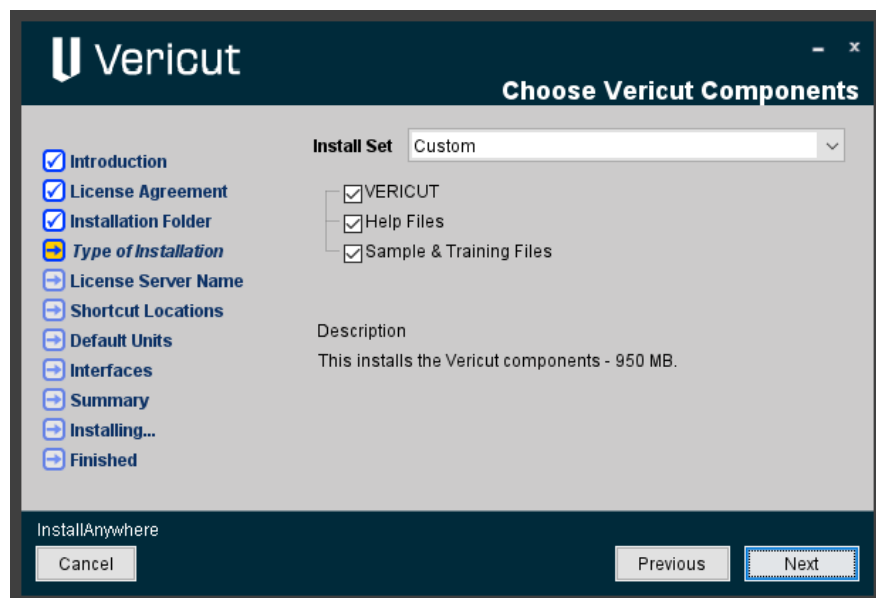 Vericut
Choose Vericut Components
Introduction
License Agreement
Installation Folder
Type of Installation
License Server Name
Shortcut Locations
Default Units
Interfaces
Summary
Installing...
Finished
Install Set Custom
VERICUT
Help Files
Sample & Training Files
Description
This installs the Vericut components - 950 MB.
InstallAnywhere
Cancel Previous Next